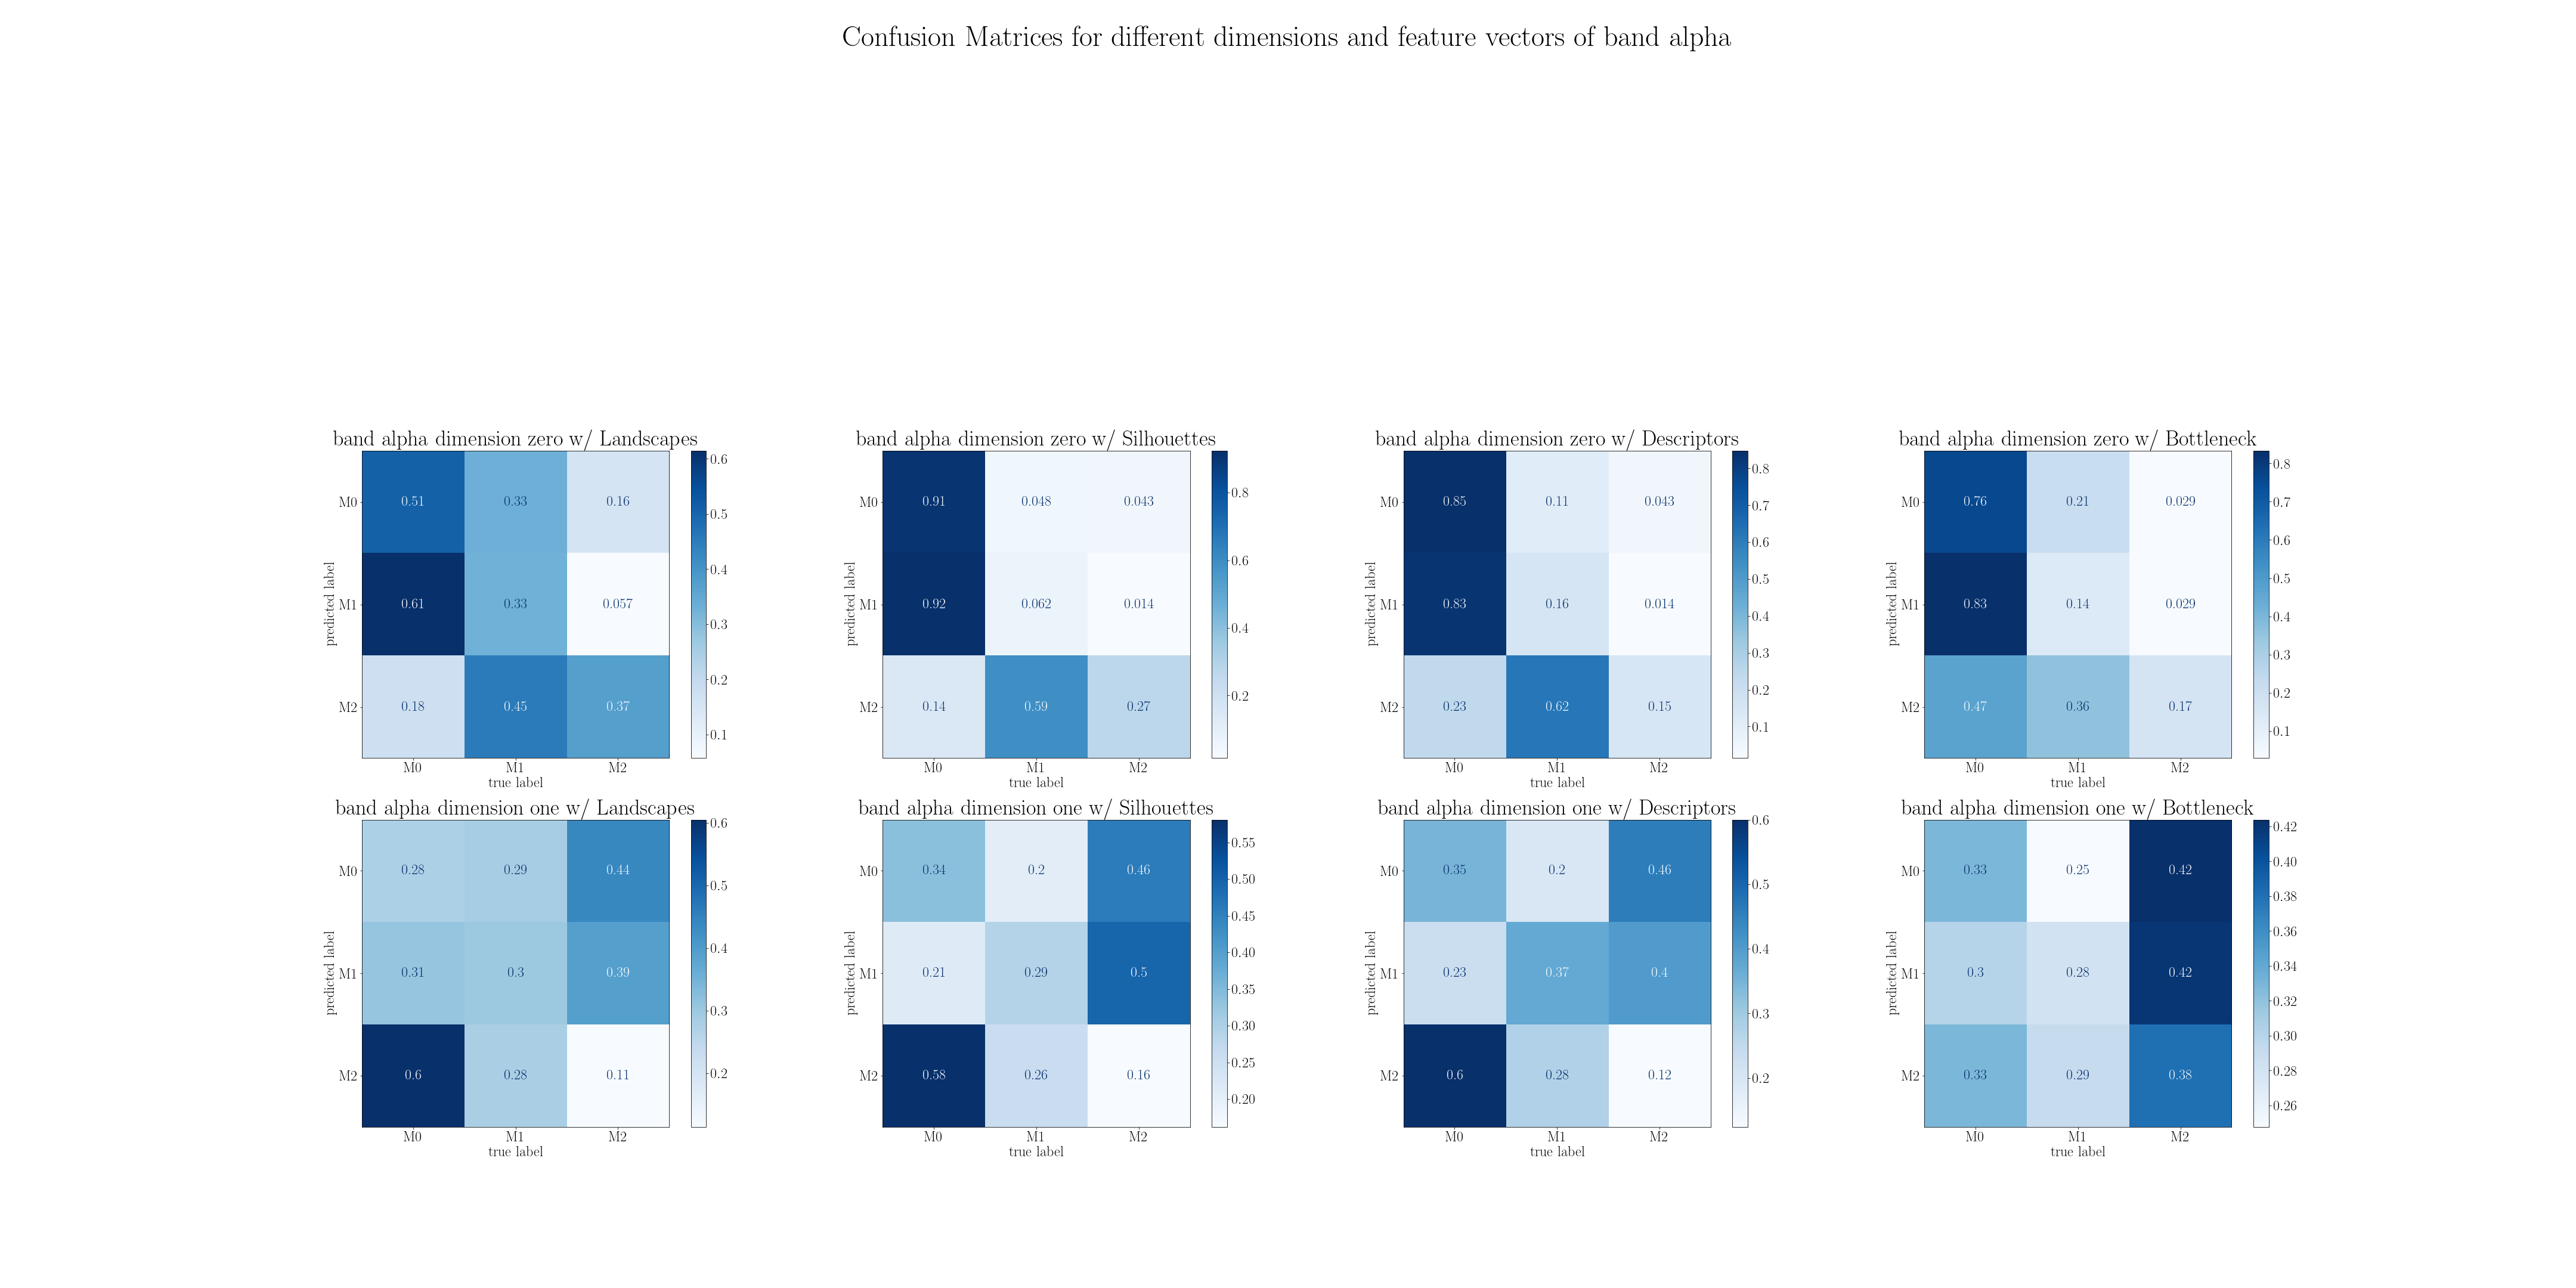 Confusion Matrices for different dimensions and feature vectors of band alpha
band alpha dimension zero w/ Landscapes
predicted label
M0 0.51 0.33 0.16
M1 0.61 0.33 0.057
M2 0.18 0.45 0.37
M0 M1 M2
true label
0.6
0.5
0.4
0.3
0.2
0.1
band alpha dimension zero w/ Silhouettes
predicted label
M0 0.91 0.048 0.043
M1 0.92 0.062 0.014
M2 0.14 0.59 0.27
M0 M1 M2
true label
0.8
0.6
0.4
0.2
band alpha dimension zero w/ Descriptors
predicted label
M0 0.85 0.11 0.043
M1 0.83 0.16 0.014
M2 0.23 0.62 0.15
M0 M1 M2
true label
0.8
0.7
0.6
0.5
0.4
0.3
0.2
0.1
band alpha dimension zero w/ Bottleneck
predicted label
M0 0.76 0.21 0.029
M1 0.83 0.14 0.029
M2 0.47 0.36 0.17
M0 M1 M2
true label
0.8
0.7
0.6
0.5
0.4
0.3
0.2
0.1
band alpha dimension one w/ Landscapes
predicted label
M0 0.28 0.29 0.44
M1 0.31 0.3 0.39
M2 0.6 0.28 0.11
M0 M1 M2
true label
0.6
0.5
0.4
0.3
0.2
band alpha dimension one w/ Silhouettes
predicted label
M0 0.34 0.2 0.46
M1 0.21 0.29 0.5
M2 0.58 0.26 0.16
M0 M1 M2
true label
0.55
0.50
0.45
0.40
0.35
0.30
0.25
0.20
band alpha dimension one w/ Descriptors
predicted label
M0 0.35 0.2 0.46
M1 0.23 0.37 0.4
M2 0.6 0.28 0.12
M0 M1 M2
true label
0.6
0.5
0.4
0.3
0.2
band alpha dimension one w/ Bottleneck
predicted label
M0 0.33 0.25 0.42
M1 0.3 0.28 0.42
M2 0.33 0.29 0.38
M0 M1 M2
true label
0.42
0.40
0.38
0.36
0.34
0.32
0.30
0.28
0.26